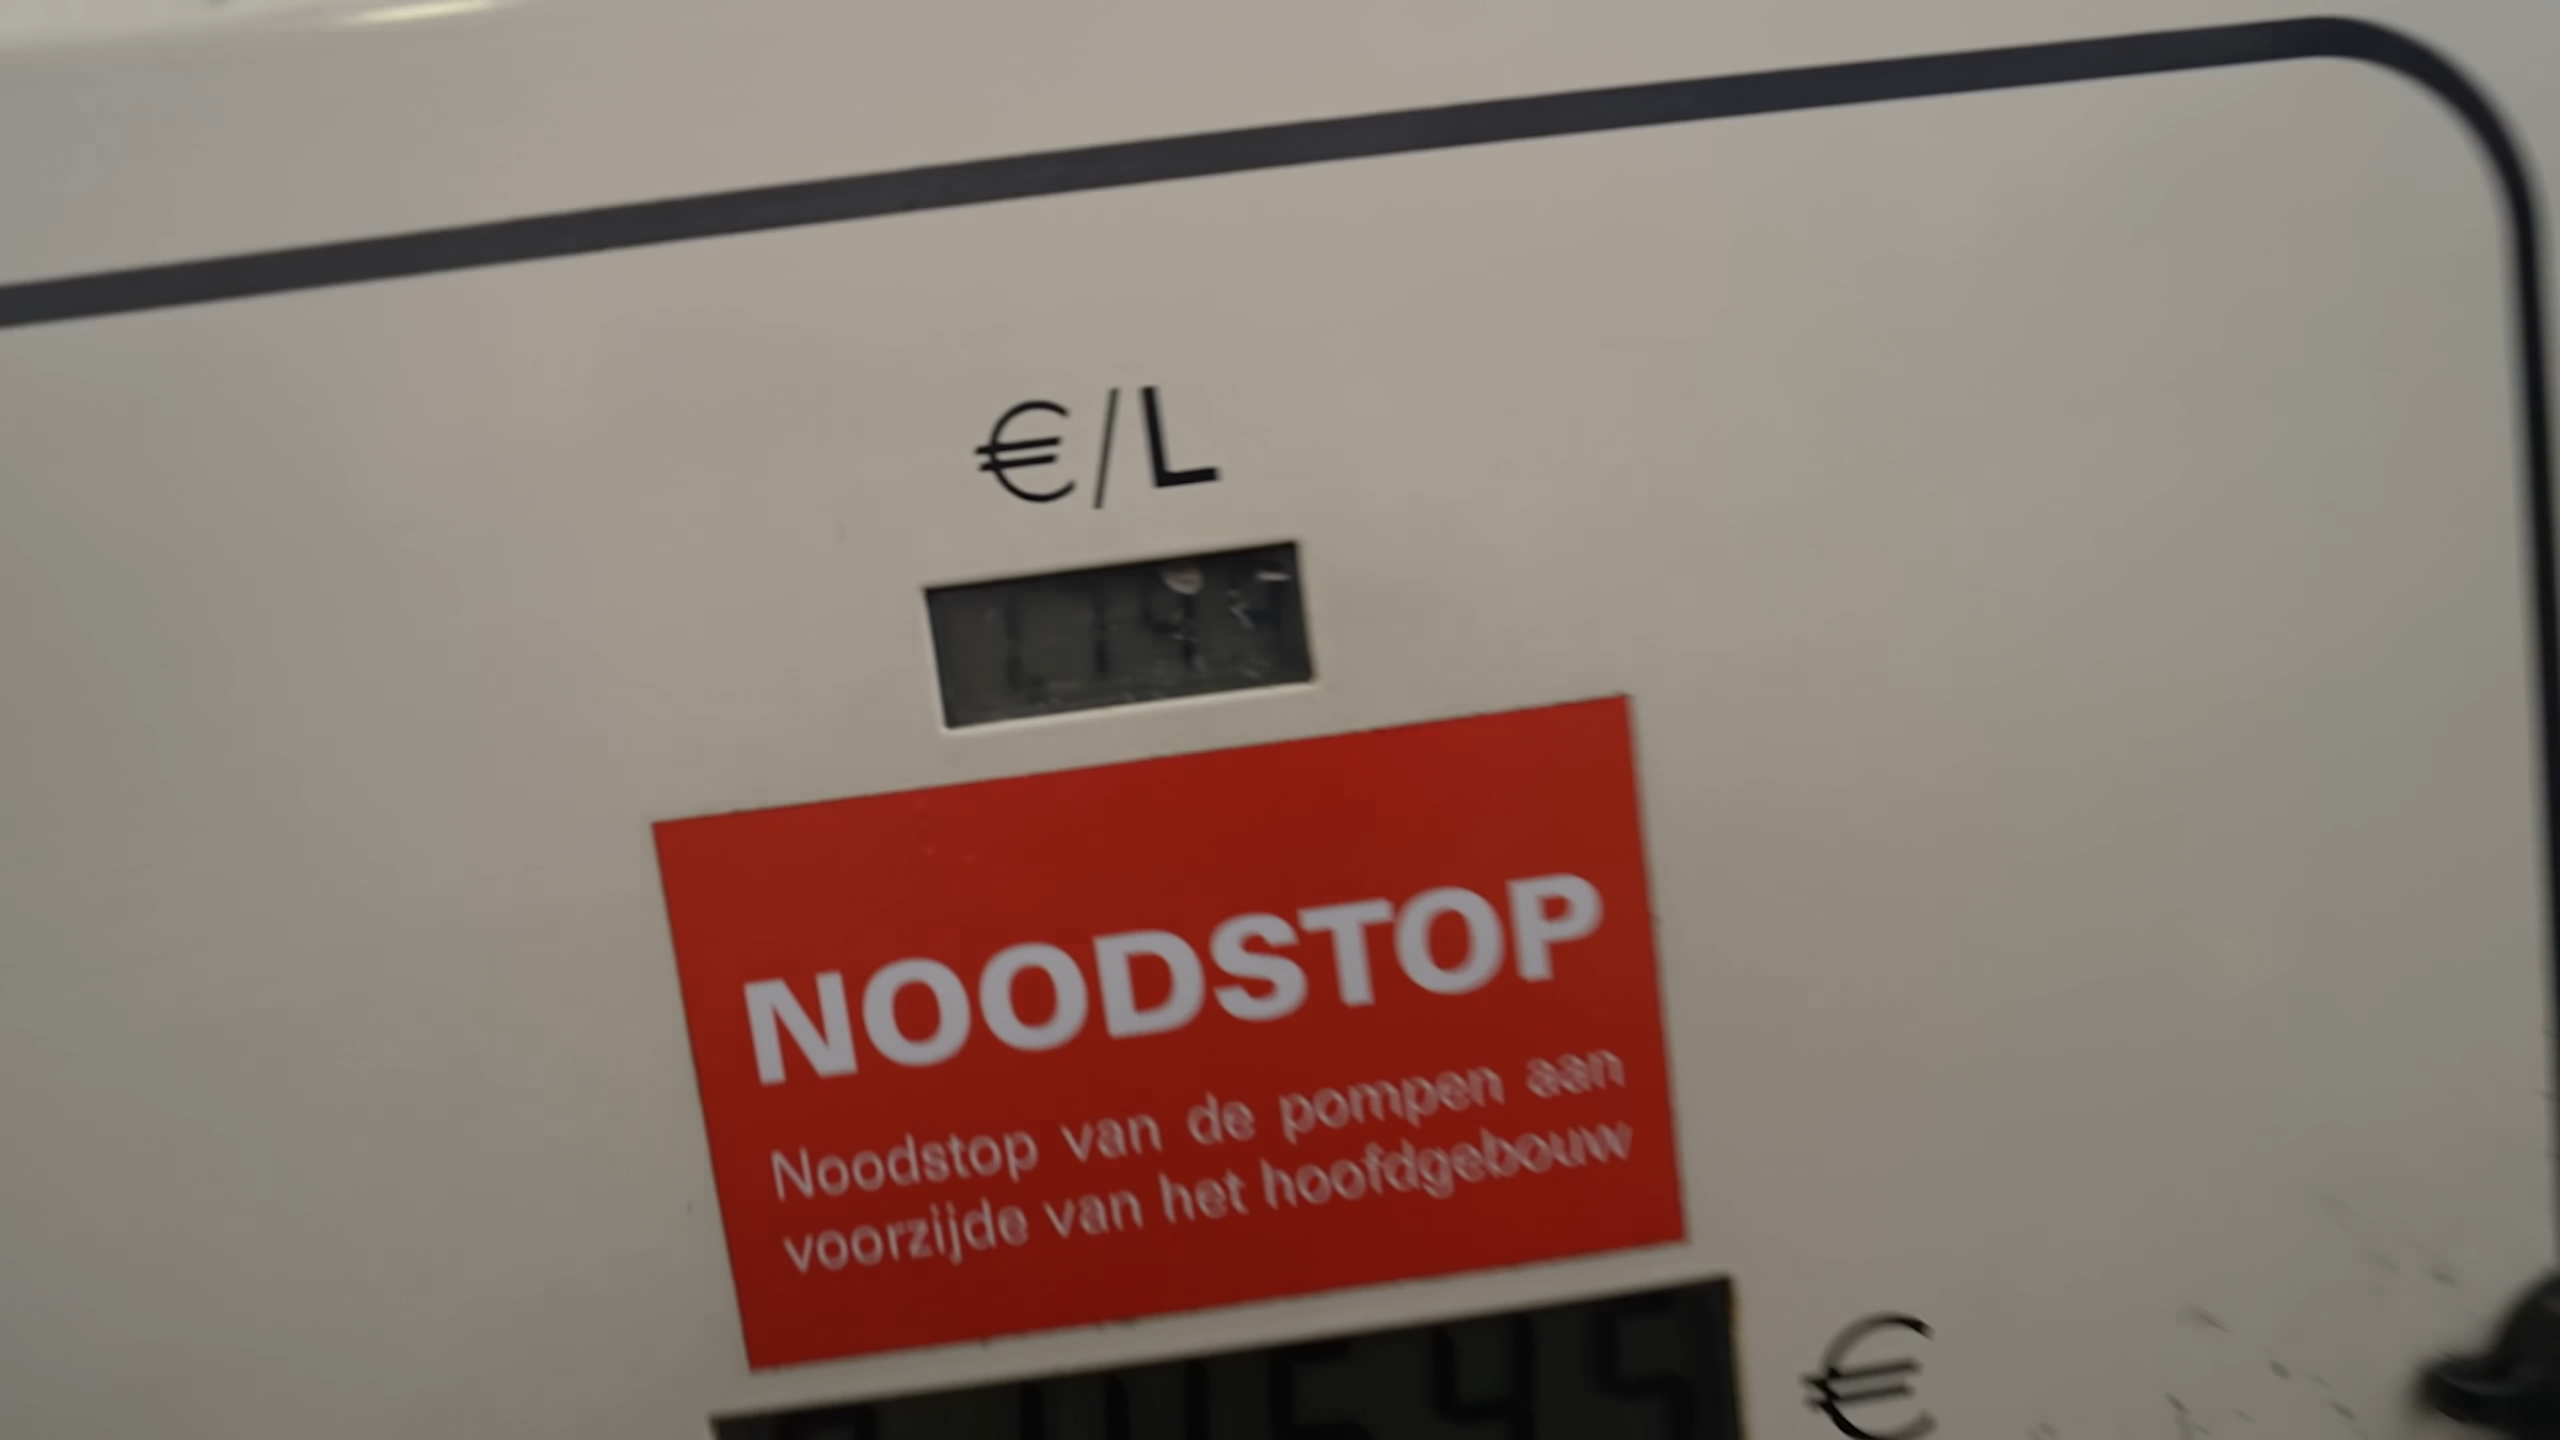 €/L
NOODSTOP
Noodstop van de pompen aan
voorzijde van het hoofdgebouw
€